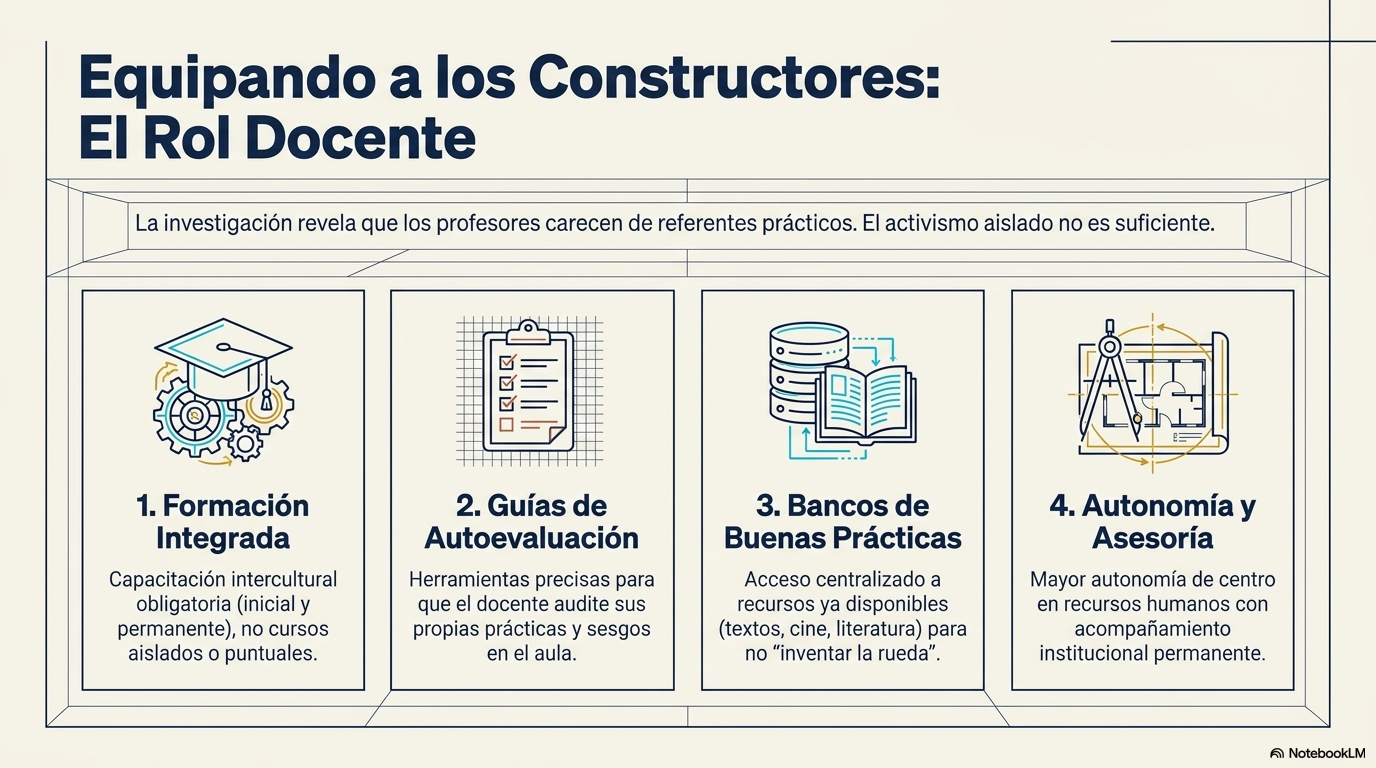 Equipando a los Constructores:
El Rol Docente
La investigación revela que los profesores carecen de referentes prácticos. El activismo aislado no es suficiente.
1. Formación
Integrada
Capacitación intercultural
obligatoria (inicial y
permanente), no cursos
aislados o puntuales.
2. Guías de
Autoevaluación
Herramientas precisas para
que el docente audite sus
propias prácticas y sesgos
en el aula.
3. Bancos de
Buenas Prácticas
Acceso centralizado a
recursos ya disponibles
(textos, cine, literatura) para
no “inventar la rueda”.
4. Autonomía y
Asesoría
Mayor autonomía de centro
en recursos humanos con
acompañamiento
institucional permanente.
NotebookLM